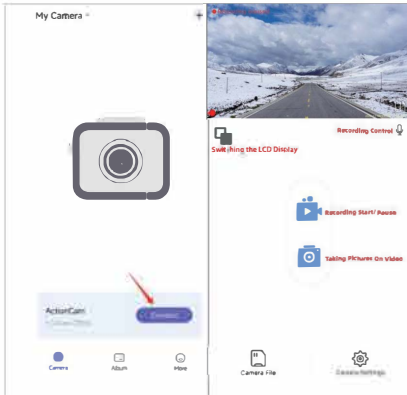 My Camera
+
Recording Control
Switching the LCD Display
Recording Start/ Pause
Taking Pictures On Video
ActionCam
Camera
Album
More
Camera File